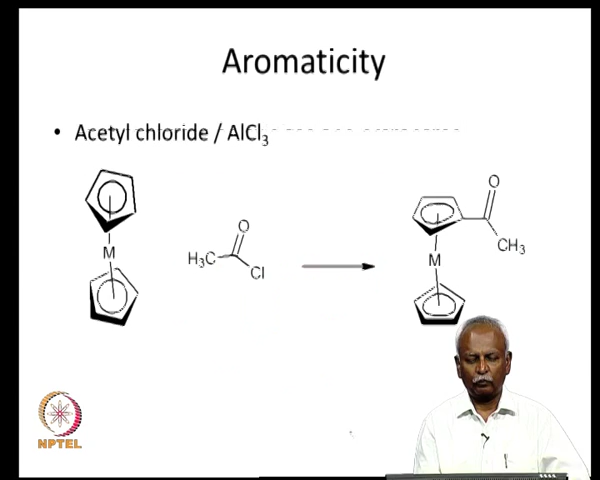 Aromaticity
• Acetyl chloride / AlCl3
O
M
H3C
O
Cl
CH3
M
NPTEL